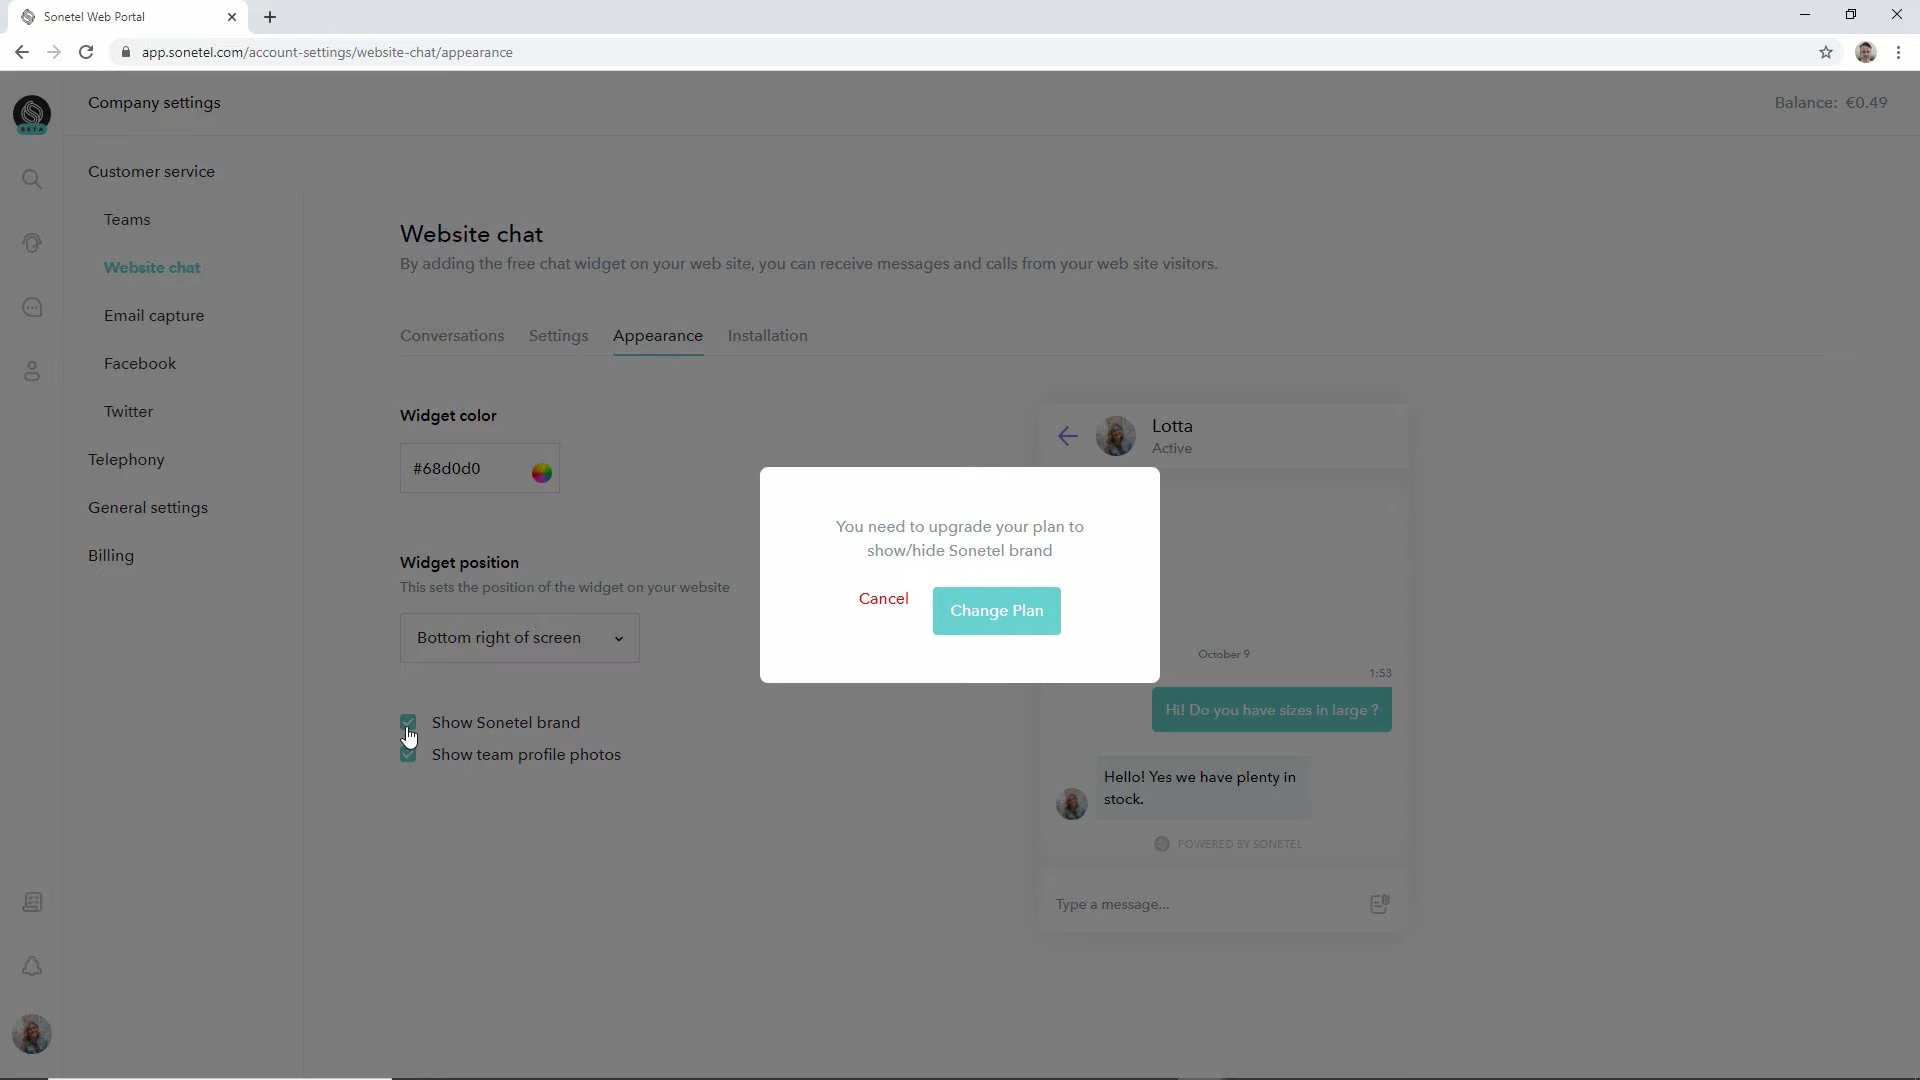 Sonetel Web Portal
app.sonetel.com/account-settings/website-chat/appearance
BETA
Company settings
Balance: €0.49
Customer service
Teams
Website chat
Email capture
Facebook
Twitter
Telephony
General settings
Billing
Website chat
By adding the free chat widget on your web site, you can receive messages and calls from your web site visitors.
Conversations
Settings
Appearance
Installation
Widget color
#68d0d0
Widget position
This sets the position of the widget on your website
Bottom right of screen
Show Sonetel brand
Show team profile photos
You need to upgrade your plan to
show/hide Sonetel brand
Cancel
Change Plan
Lotta
Active
October 9
1:53
Hi! Do you have sizes in large ?
Hello! Yes we have plenty in
stock.
POWERED BY SONETEL
Type a message...